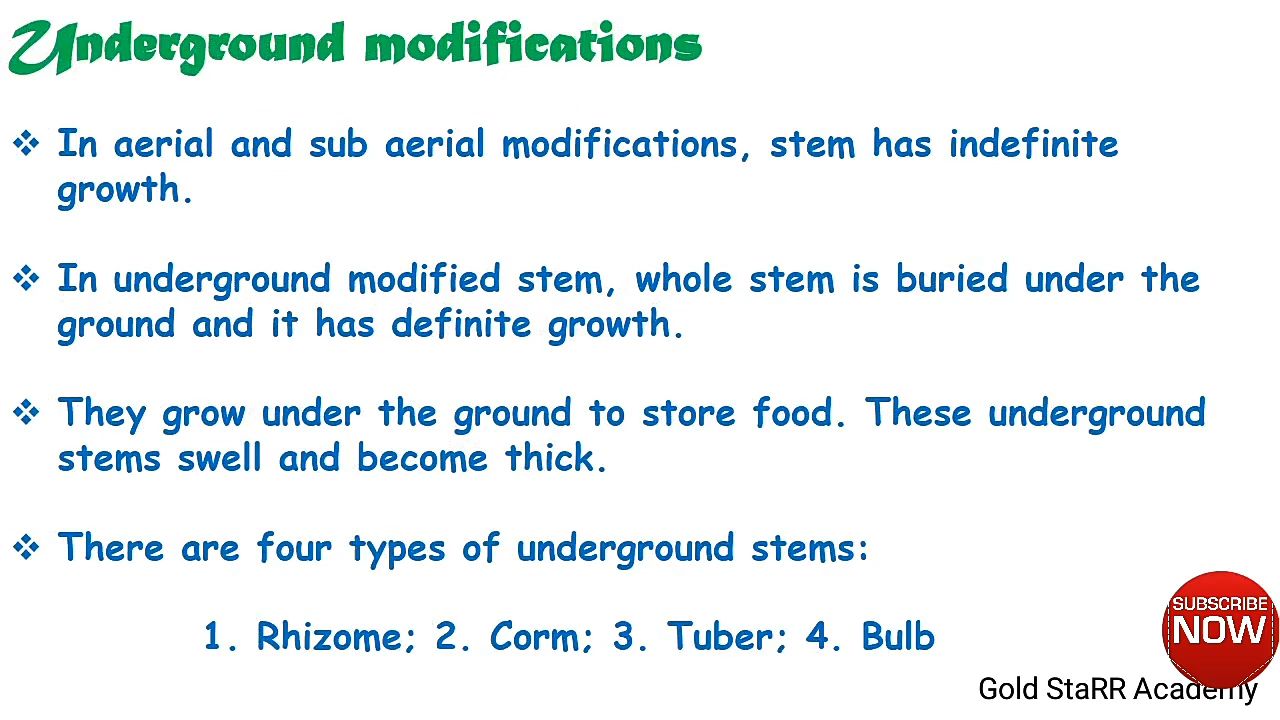 Underground modifications
❖ In aerial and sub aerial modifications, stem has indefinite
growth.
❖ In underground modified stem, whole stem is buried under the
ground and it has definite growth.
❖ They grow under the ground to store food. These underground
stems swell and become thick.
❖ There are four types of underground stems:
1. Rhizome; 2. Corm; 3. Tuber; 4. Bulb
SUBSCRIBE
NOW
Gold StaRR Academy